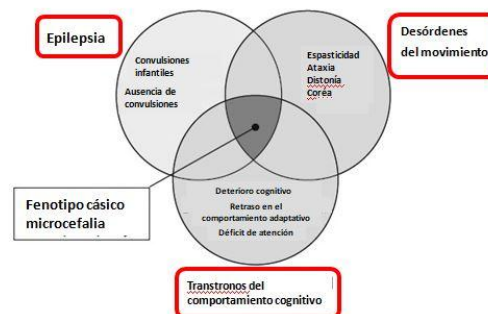 Epilepsia
Desórdenes
del movimiento
Convulsiones
infantiles
Ausencia de
convulsiones
Espasticidad
Ataxia
Distonía
Coréa
Fenotipo cásico
microcefalia
Deterioro cognitivo
Retraso en el
comportamiento adaptativo
Déficit de atención
Transtronos del
comportamiento cognitivo